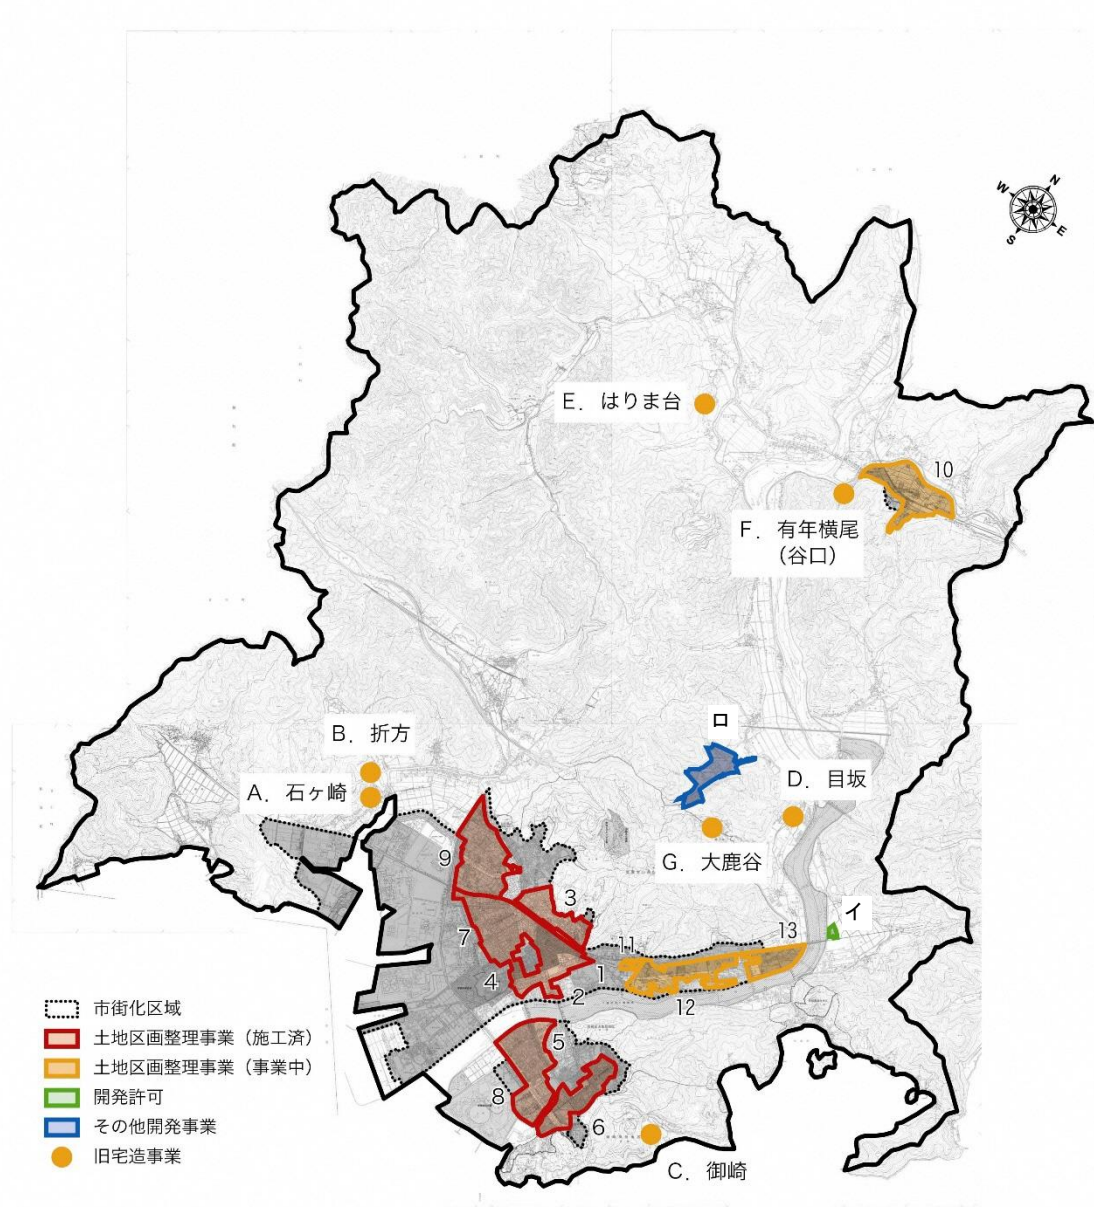 N
W
E
S
E. はりま台
10
F. 有年横尾
(谷口)
ロ
B. 折方
D. 目坂
A. 石ヶ崎
9
G. 大鹿谷
3
イ
7
13
11
4
1
2
12
5
8
6
C. 御崎
市街化区域
土地区画整理事業（施工済）
土地区画整理事業（事業中）
開発許可
その他開発事業
旧宅造事業